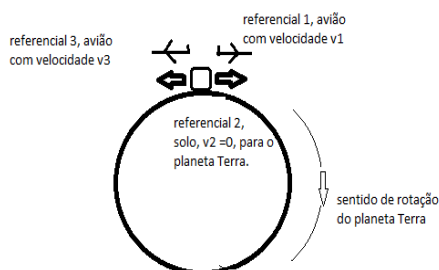 referencial 3, avião
com velocidade v3
referencial 1, avião
com velocidade v1
referencial 2,
solo, v2 =0, para o
planeta Terra.
sentido de rotação
do planeta Terra